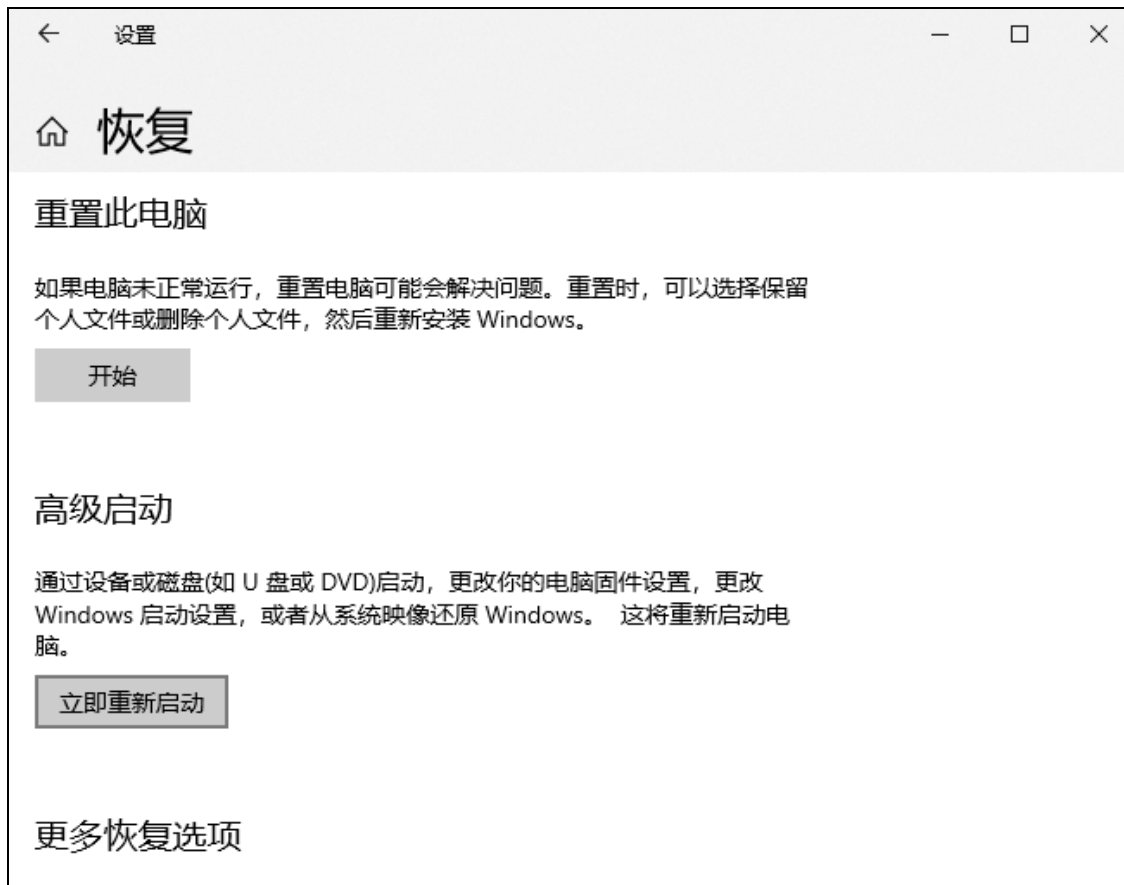 设置
恢复
重置此电脑
如果电脑未正常运行，重置电脑可能会解决问题。重置时，可以选择保留
个人文件或删除个人文件，然后重新安装 Windows。
开始
高级启动
通过设备或磁盘(如 U 盘或 DVD)启动，更改你的电脑固件设置，更改
Windows 启动设置，或者从系统映像还原 Windows。 这将重新启动电
脑。
立即重新启动
更多恢复选项